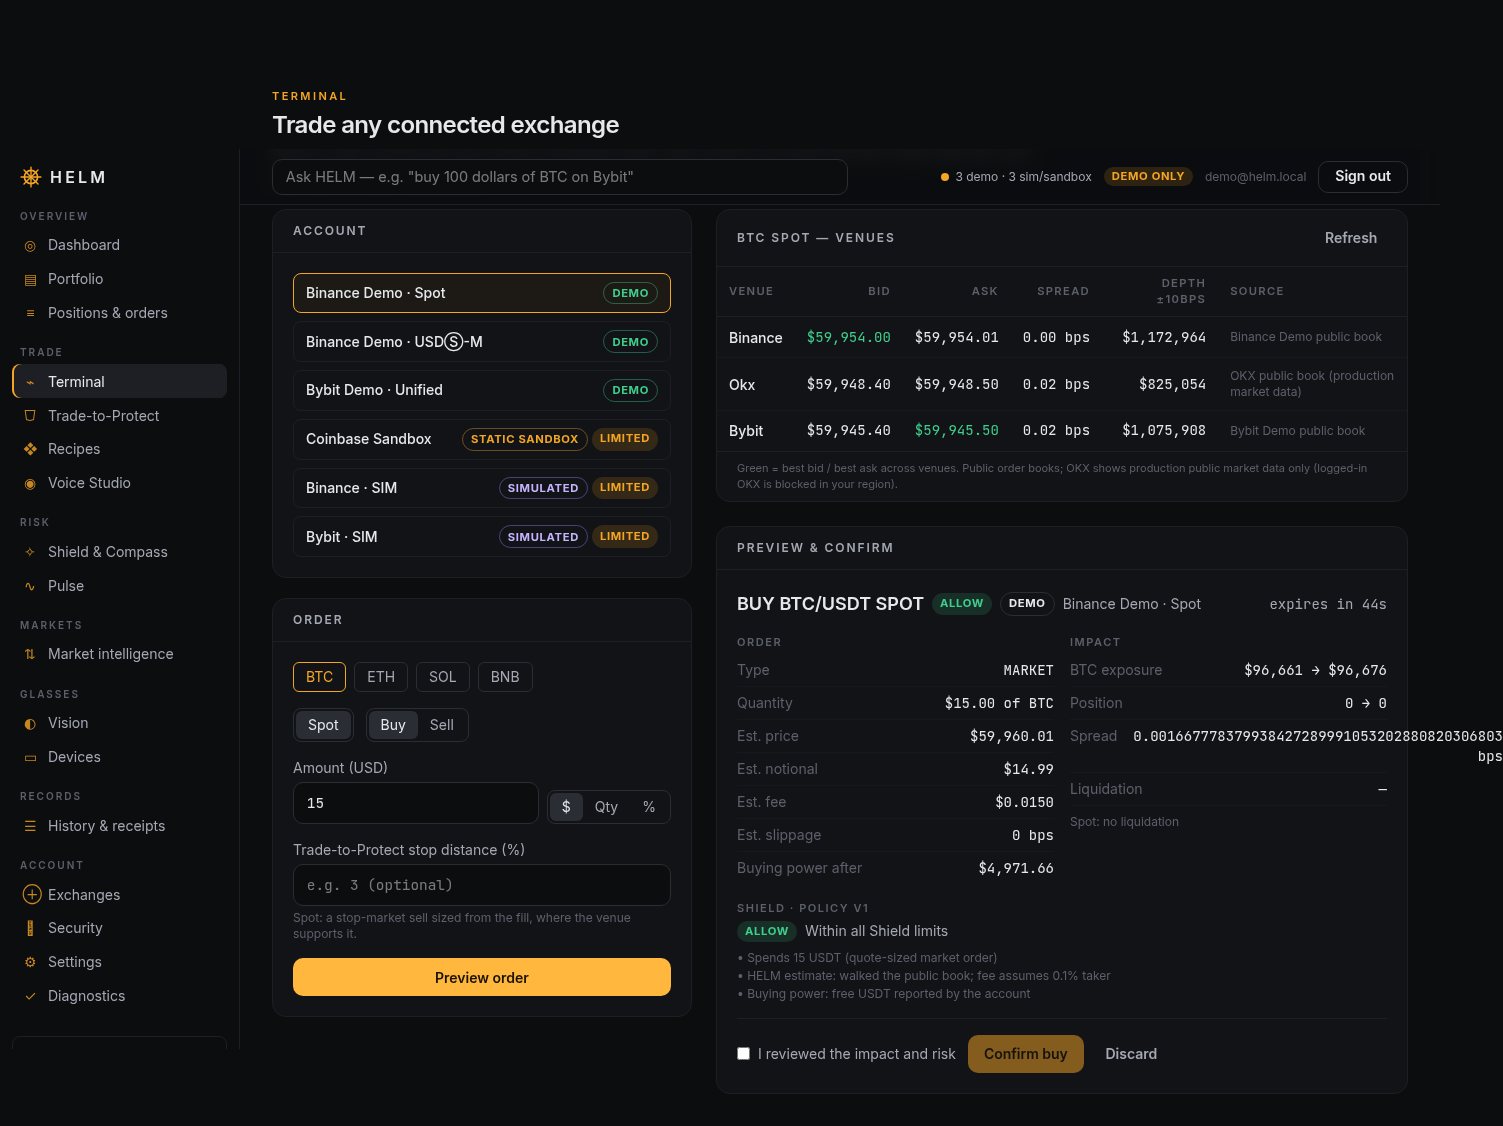 TERMINAL
Trade any connected exchange
HELM
Ask HELM — e.g. "buy 100 dollars of BTC on Bybit"
3 demo · 3 sim/sandbox
DEMO ONLY
demo@helm.local
Sign out
OVERVIEW
Dashboard
Portfolio
Positions & orders
TRADE
Terminal
Trade-to-Protect
Recipes
Voice Studio
RISK
Shield & Compass
Pulse
MARKETS
Market intelligence
GLASSES
Vision
Devices
RECORDS
History & receipts
ACCOUNT
Exchanges
Security
Settings
Diagnostics
ACCOUNT
Binance Demo · Spot DEMO
Binance Demo · USDⓈ-M DEMO
Bybit Demo · Unified DEMO
Coinbase Sandbox STATIC SANDBOX LIMITED
Binance · SIM SIMULATED LIMITED
Bybit · SIM SIMULATED LIMITED
ORDER
BTC ETH SOL BNB
Spot Buy Sell
Amount (USD)
15 $ Qty %
Trade-to-Protect stop distance (%)
e.g. 3 (optional)
Spot: a stop-market sell sized from the fill, where the venue
supports it.
Preview order
BTC SPOT — VENUES Refresh
VENUE BID ASK SPREAD DEPTH ±10BPS SOURCE
Binance $59,954.00 $59,954.01 0.00 bps $1,172,964 Binance Demo public book
Okx $59,948.40 $59,948.50 0.02 bps $825,054 OKX public book (production market data)
Bybit $59,945.40 $59,945.50 0.02 bps $1,075,908 Bybit Demo public book
Green = best bid / best ask across venues. Public order books; OKX shows production public market data only (logged-in
OKX is blocked in your region).
PREVIEW & CONFIRM
BUY BTC/USDT SPOT ALLOW DEMO Binance Demo · Spot expires in 44s
ORDER
Type MARKET
Quantity $15.00 of BTC
Est. price $59,960.01
Est. notional $14.99
Est. fee $0.0150
Est. slippage 0 bps
Buying power after $4,971.66
IMPACT
BTC exposure $96,661 → $96,676
Position 0 → 0
Spread 0.001667778379938427289991053202880820306803
bps
Liquidation —
Spot: no liquidation
SHIELD · POLICY V1
ALLOW Within all Shield limits
• Spends 15 USDT (quote-sized market order)
• HELM estimate: walked the public book; fee assumes 0.1% taker
• Buying power: free USDT reported by the account
I reviewed the impact and risk Confirm buy Discard